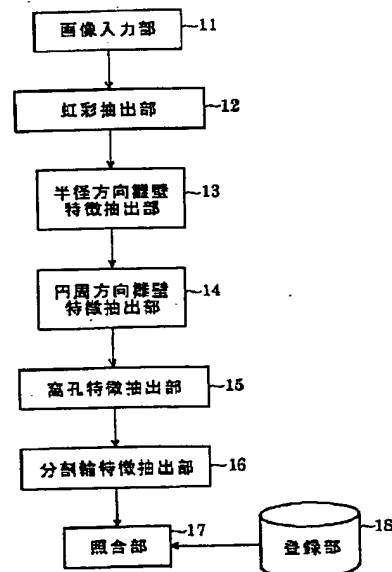 画像入力部
11
虹彩抽出部
12
半径方向雛壁
特徴抽出部
13
円周方向雛壁
特徴抽出部
14
窩孔特徴抽出部
15
分割輪特徴抽出部
16
照合部
17
登録部
18